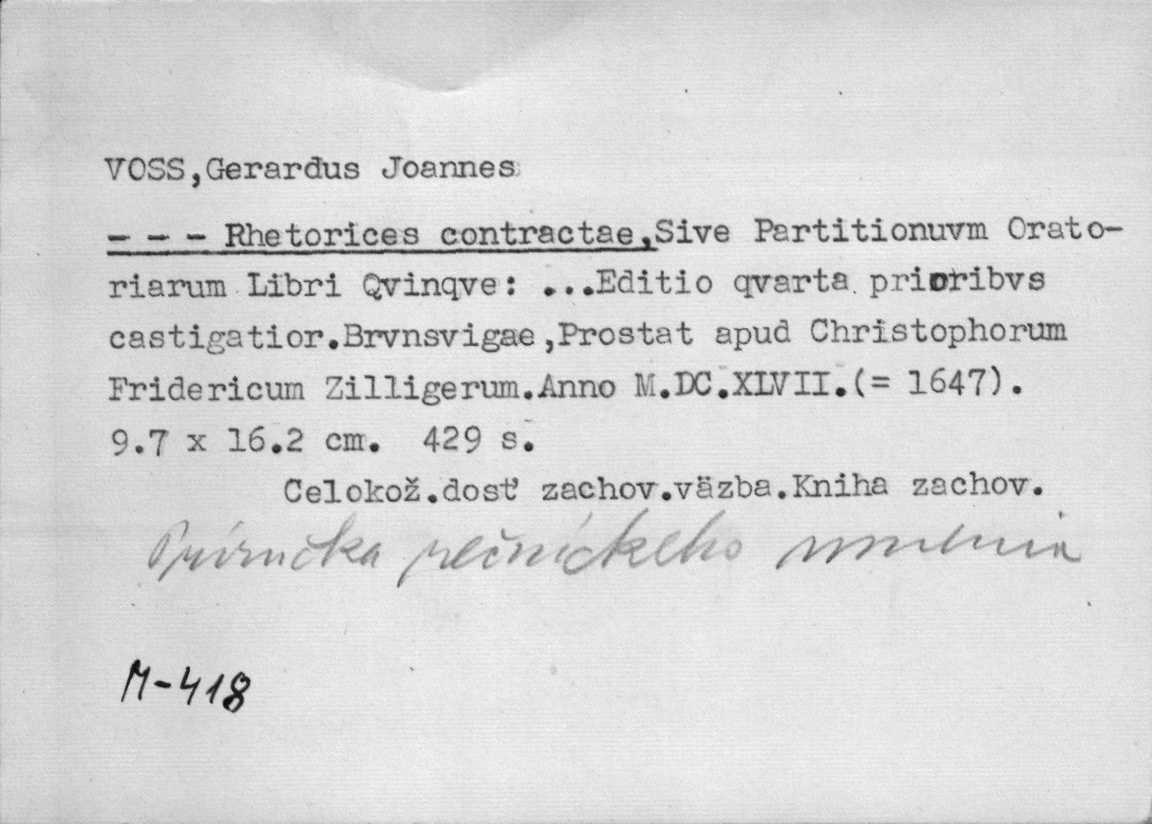 VOSS,Gerardus Joannes
- - - Rhetorices contractae,Sive Partitionuvm Orato-
riarum Libri Qvinqve: ...Editio qvarta prioribvs
castigatior.Brvnsvigae,Prostat apud Christophorum
Fridericum Zilligerum.Anno M.DC.XLVII.(= 1647).
9.7 x 16.2 cm. 429 s.
Celokož.dosť zachov.väzba.Kniha zachov.
Príručka rečníckeho umenia
M-418